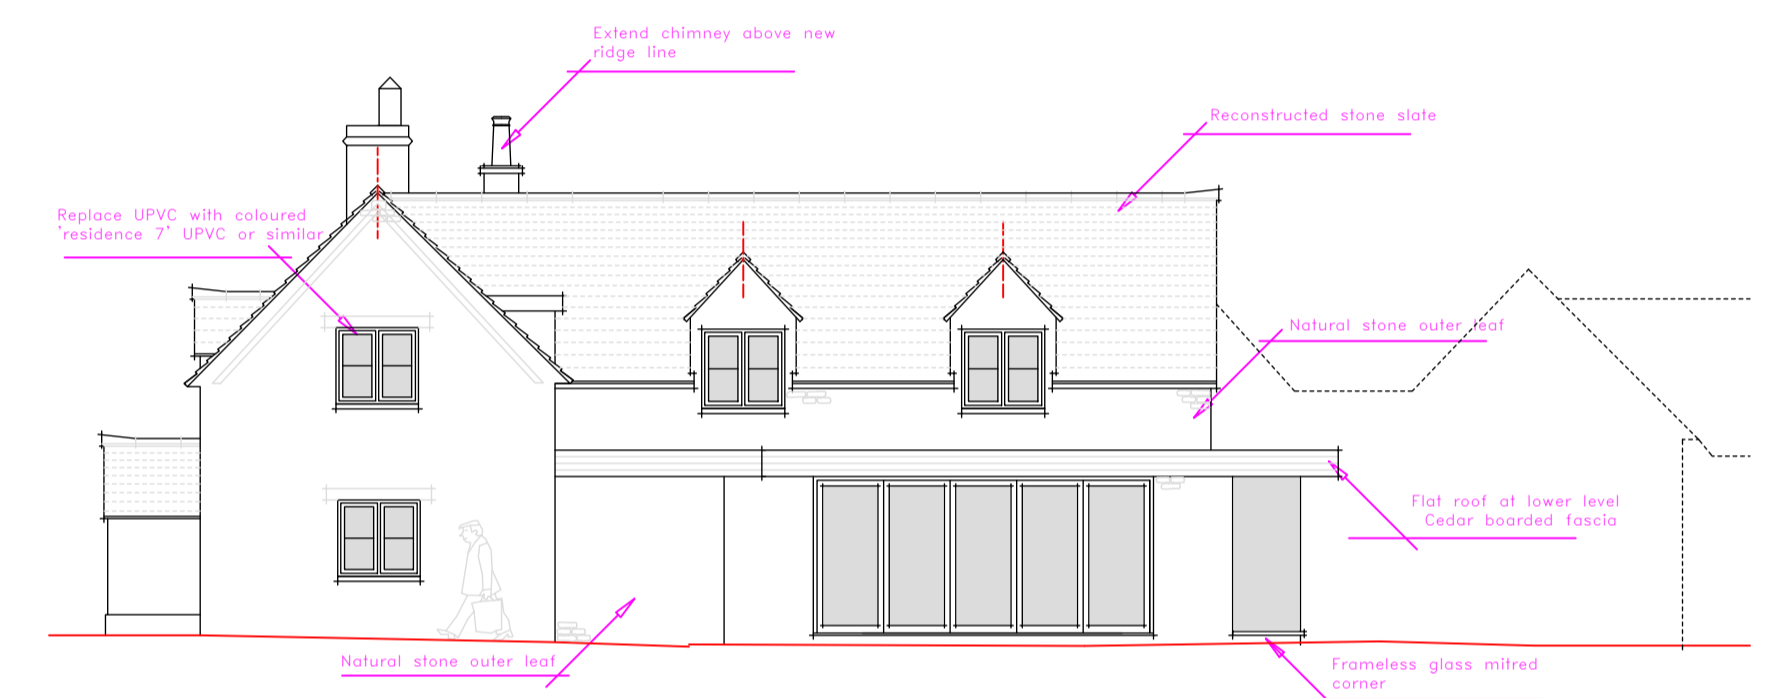 Extend chimney above new
ridge line
Reconstructed stone slate
Replace UPVC with coloured
'residence 7' UPVC or similar
Natural stone outer leaf
Flat roof at lower level
Cedar boarded fascia
Natural stone outer leaf
Frameless glass mitred
corner